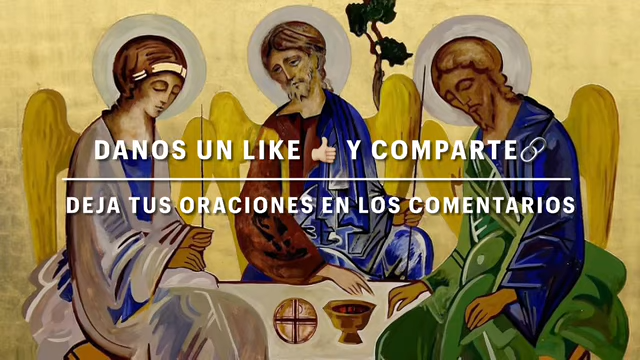 DANOS UN LIKE 👍🏻 Y COMPARTE🔗
DEJA TUS ORACIONES EN LOS COMENTARIOS